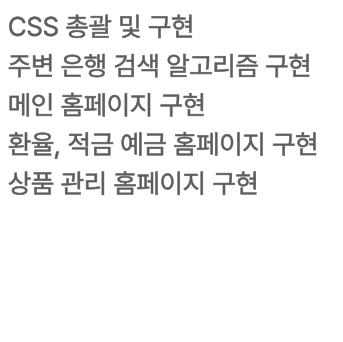 CSS 총괄 및 구현
주변 은행 검색 알고리즘 구현
메인 홈페이지 구현
환율, 적금 예금 홈페이지 구현
상품 관리 홈페이지 구현